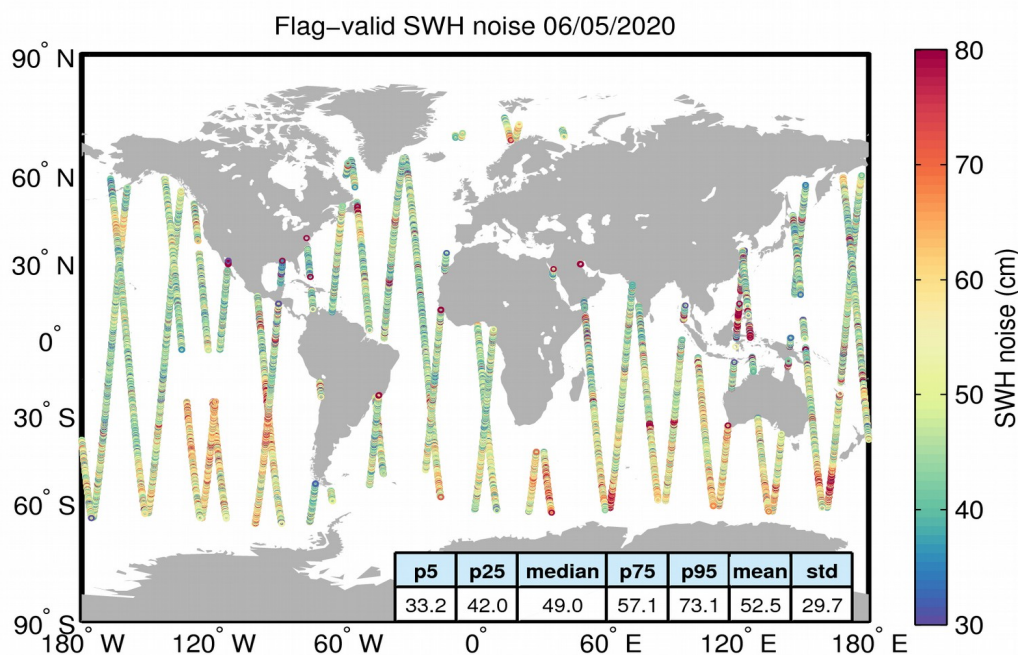 Flag−valid SWH noise 06/05/2020
90° N
60° N
30° N
0°
30° S
60° S
90° S
180° W
120° W
60° W
0°
60° E
120° E
180° E
p5 p25 median p75 p95 mean std
33.2 42.0 49.0 57.1 73.1 52.5 29.7
80
70
60
50
40
30
SWH noise (cm)